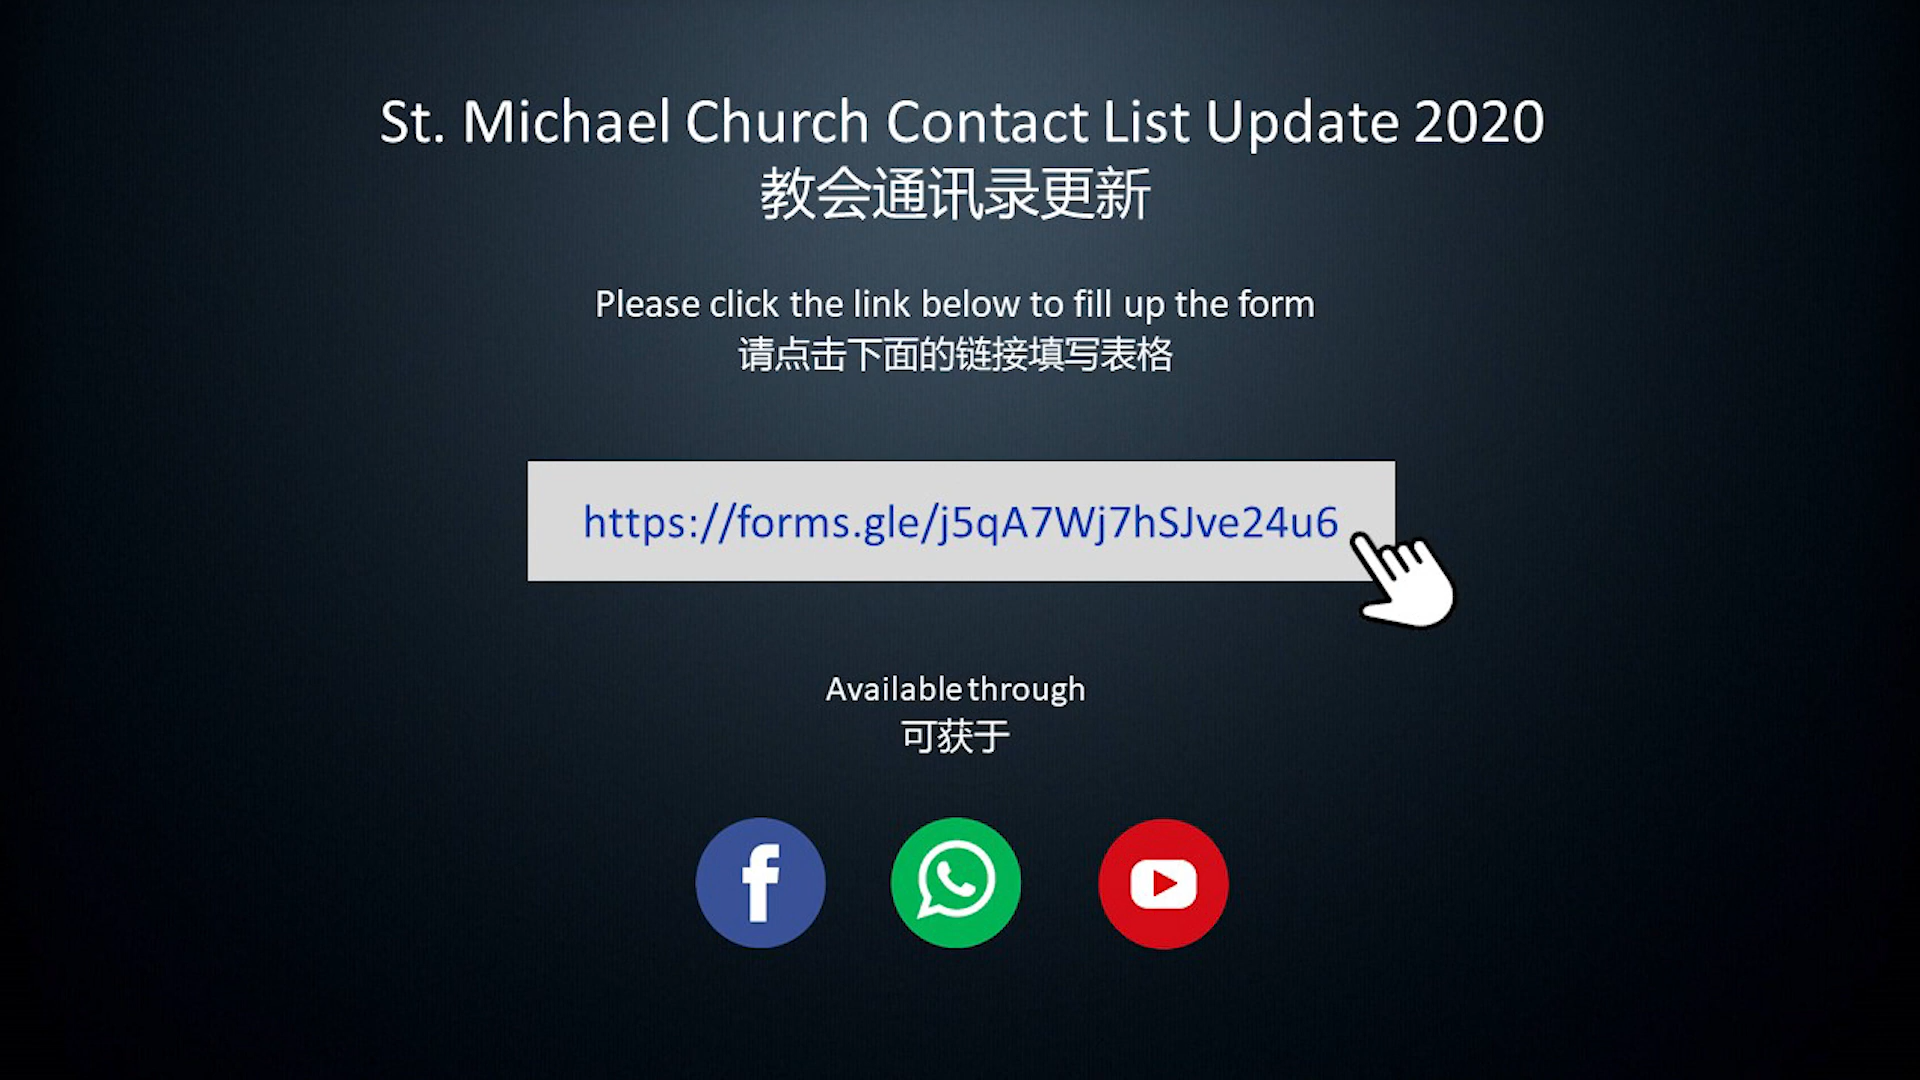 St. Michael Church Contact List Update 2020
教会通讯录更新
Please click the link below to fill up the form
请点击下面的链接填写表格
https://forms.gle/j5qA7Wj7hSJve24u6
Available through
可获于